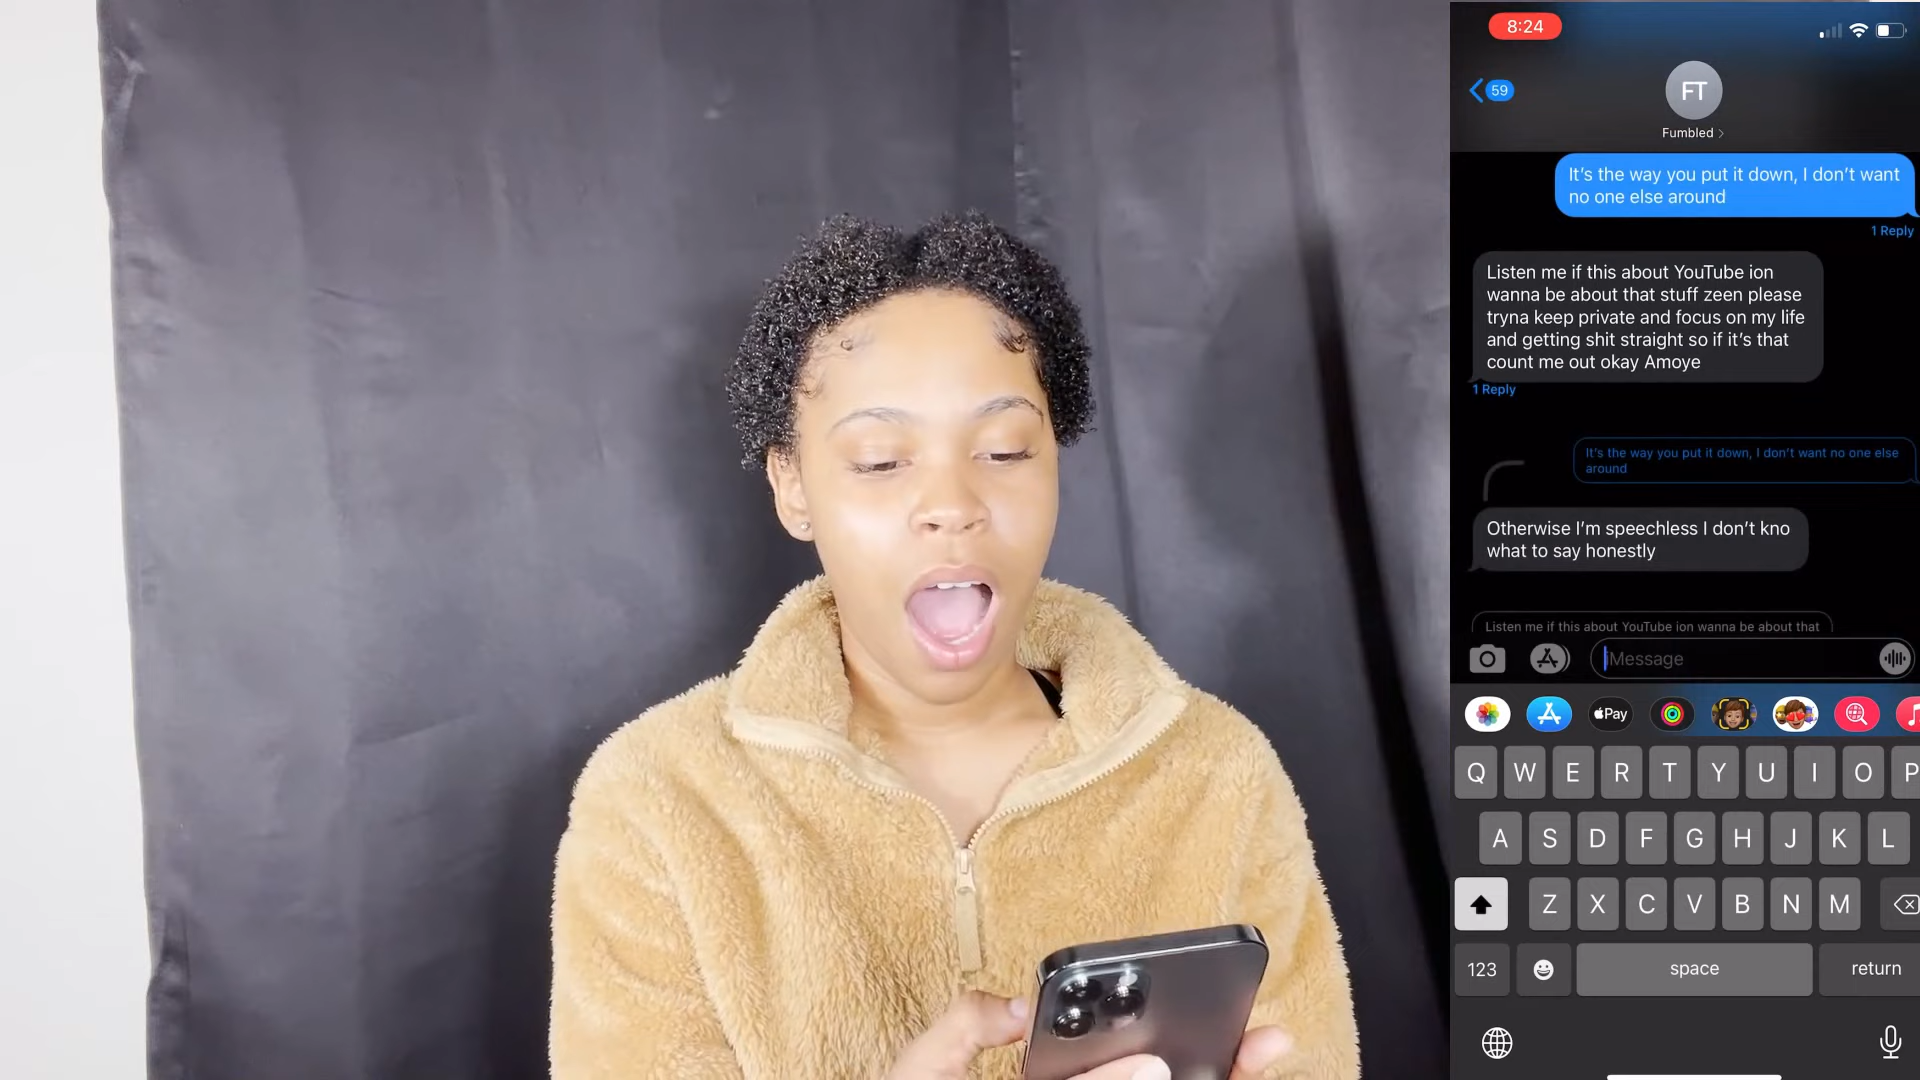 8:24
59
FT
Fumbled
It's the way you put it down, I don't want
no one else around
1 Reply
Listen me if this about YouTube ion
wanna be about that stuff zeen please
tryna keep private and focus on my life
and getting shit straight so if it's that
count me out okay Amoye
1 Reply
It's the way you put it down, I don't want no one else
around
Otherwise I'm speechless I don't kno
what to say honestly
Listen me if this about YouTube ion wanna be about that
iMessage
Pay
Q W E R T Y U I O P
A S D F G H J K L
Z X C V B N M
123 space return